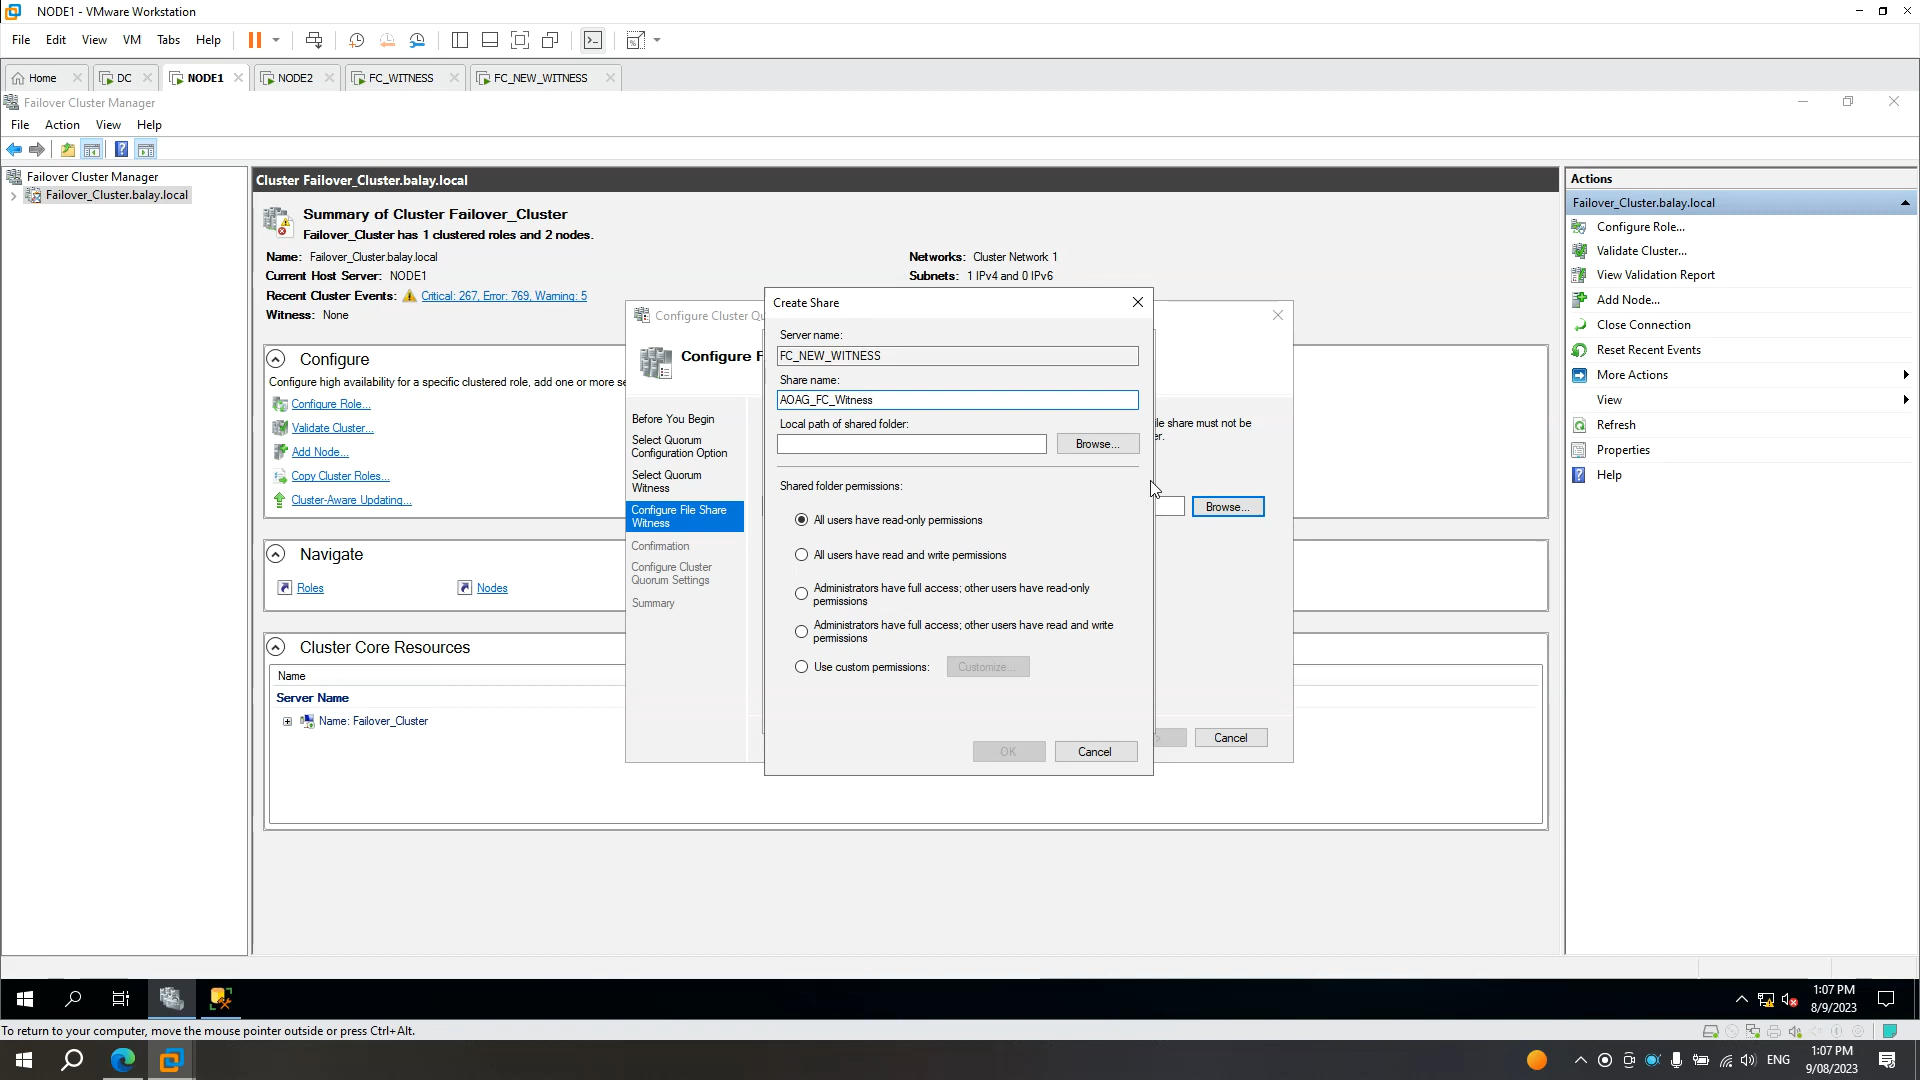 NODE1 - VMware Workstation
File Edit View VM Tabs Help
Home DC NODE1 NODE2 FC_WITNESS FC_NEW_WITNESS
Failover Cluster Manager
File Action View Help
Failover Cluster Manager
Failover_Cluster.balay.local
Cluster Failover_Cluster.balay.local
Summary of Cluster Failover_Cluster
Failover_Cluster has 1 clustered roles and 2 nodes.
Name: Failover_Cluster.balay.local
Networks: Cluster Network 1
Current Host Server: NODE1
Subnets: 1 IPv4 and 0 IPv6
Recent Cluster Events: Critical: 267, Error: 769, Warning: 5
Witness: None
Configure
Configure high availability for a specific clustered role, add one or more se
Configure Role...
Validate Cluster...
Add Node...
Copy Cluster Roles...
Cluster-Aware Updating...
Navigate
Roles
Nodes
Cluster Core Resources
Name
Server Name
Name: Failover_Cluster
Configure Cluster Qu
Configure F
Before You Begin
Select Quorum
Configuration Option
Select Quorum
Witness
Configure File Share
Witness
Confirmation
Configure Cluster
Quorum Settings
Summary
ile share must not be
er.
Browse...
Cancel
Create Share
Server name:
FC_NEW_WITNESS
Share name:
AOAG_FC_Witness
Local path of shared folder:
Browse...
Shared folder permissions:
All users have read-only permissions
All users have read and write permissions
Administrators have full access; other users have read-only
permissions
Administrators have full access; other users have read and write
permissions
Use custom permissions:
Customize...
OK
Cancel
Actions
Failover_Cluster.balay.local
Configure Role...
Validate Cluster...
View Validation Report
Add Node...
Close Connection
Reset Recent Events
More Actions
View
Refresh
Properties
Help
1:07 PM
8/9/2023
To return to your computer, move the mouse pointer outside or press Ctrl+Alt.
ENG
1:07 PM
9/08/2023